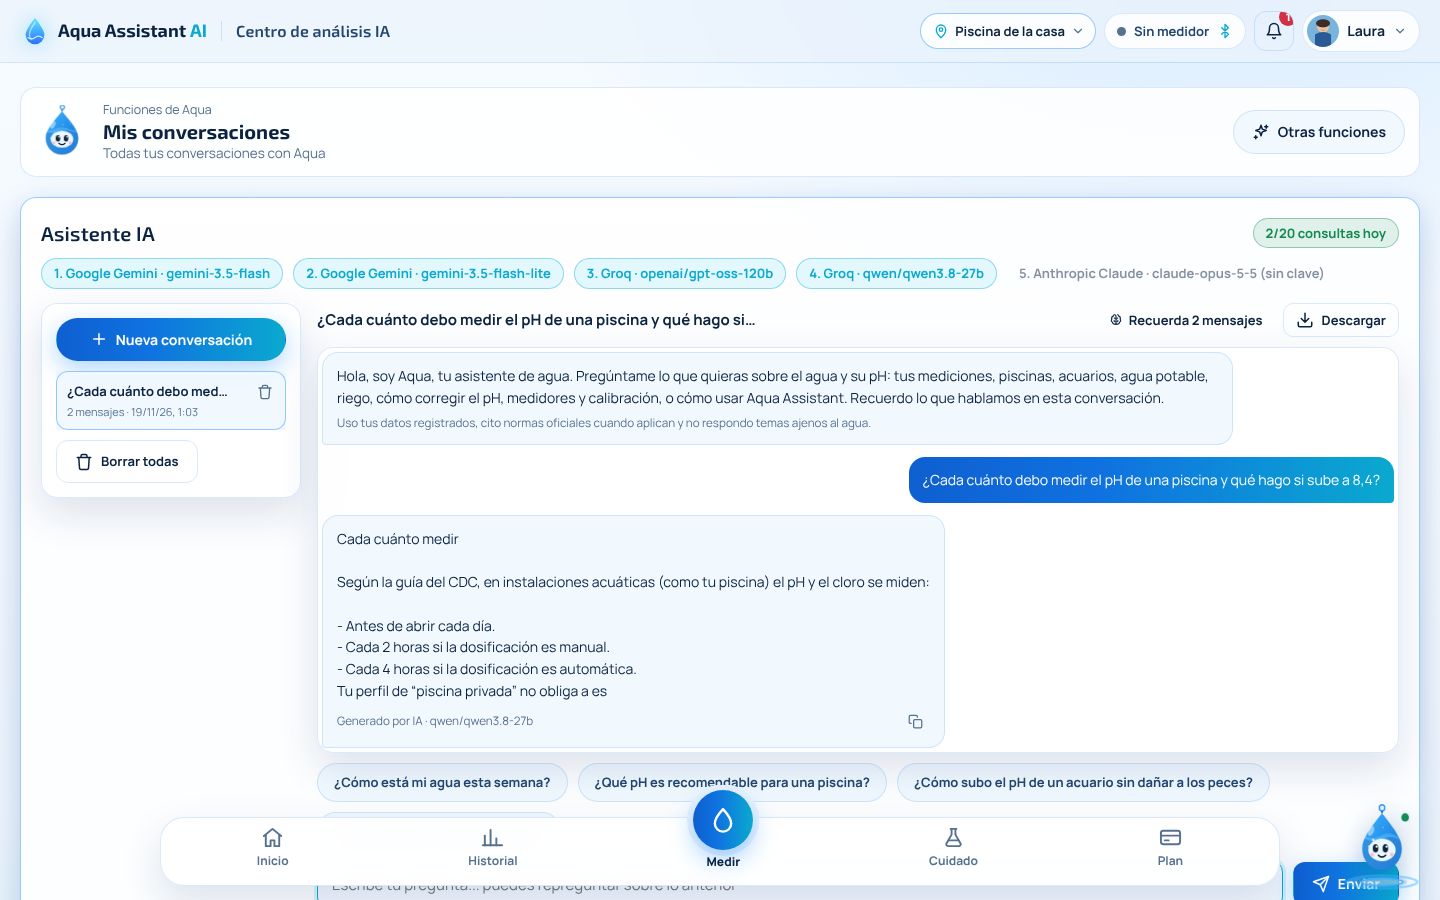 Aqua Assistant AI
Centro de análisis IA
Piscina de la casa
Sin medidor
1
Laura
Funciones de Aqua
Mis conversaciones
Todas tus conversaciones con Aqua
Otras funciones
Asistente IA
2/20 consultas hoy
1. Google Gemini · gemini-3.5-flash
2. Google Gemini · gemini-3.5-flash-lite
3. Groq · openai/gpt-oss-120b
4. Groq · qwen/qwen3.8-27b
5. Anthropic Claude · claude-opus-5-5 (sin clave)
Nueva conversación
¿Cada cuánto debo med...
2 mensajes · 19/11/26, 1:03
Borrar todas
¿Cada cuánto debo medir el pH de una piscina y qué hago si...
Recuerda 2 mensajes
Descargar
Hola, soy Aqua, tu asistente de agua. Pregúntame lo que quieras sobre el agua y su pH: tus mediciones, piscinas, acuarios, agua potable,
riego, cómo corregir el pH, medidores y calibración, o cómo usar Aqua Assistant. Recuerdo lo que hablamos en esta conversación.
Uso tus datos registrados, cito normas oficiales cuando aplican y no respondo temas ajenos al agua.
¿Cada cuánto debo medir el pH de una piscina y qué hago si sube a 8,4?
Cada cuánto medir
Según la guía del CDC, en instalaciones acuáticas (como tu piscina) el pH y el cloro se miden:
- Antes de abrir cada día.
- Cada 2 horas si la dosificación es manual.
- Cada 4 horas si la dosificación es automática.
Tu perfil de “piscina privada” no obliga a es
Generado por IA · qwen/qwen3.8-27b
¿Cómo está mi agua esta semana?
¿Qué pH es recomendable para una piscina?
¿Cómo subo el pH de un acuario sin dañar a los peces?
Inicio
Historial
Medir
Cuidado
Plan
Escribe tu pregunta... puedes repreguntar sobre lo anterior
Enviar